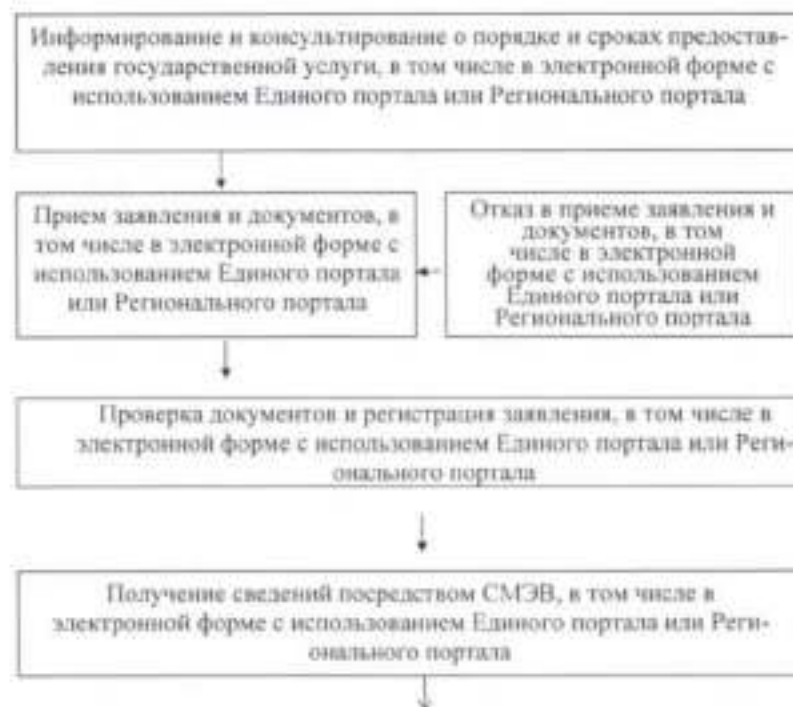 Информирование и консультирование о порядке и сроках предостав-
ления государственной услуги, в том числе в электронной форме с
использованием Единого портала или Регионального портала
Прием заявления и документов, в
том числе в электронной форме с
использованием Единого портала
или Регионального портала
Отказ в приеме заявления и
документов, в том
числе в электронной
форме с использованием
Единого портала или
Регионального портала
Проверка документов и регистрация заявления, в том числе в
электронной форме с использованием Единого портала или Реги-
онального портала
Получение сведений посредством СМЭВ, в том числе в
электронной форме с использованием Единого портала или Реги-
онального портала